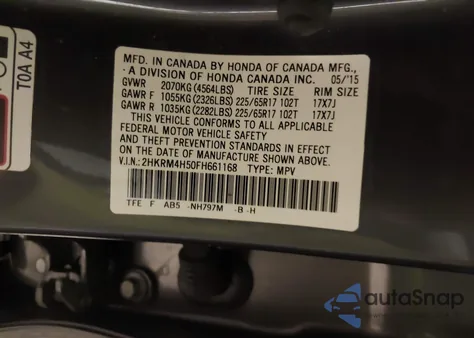 MFD. IN CANADA BY HONDA OF CANADA MFG.,
- A DIVISION OF HONDA CANADA INC. 05/'15
GVWR 2070KG (4564LBS) TIRE SIZE RIM SIZE
GAWR F 1055KG (2326LBS) 225/65R17 102T 17X7J
GAWR R 1035KG (2282LBS) 225/65R17 102T 17X7J
THIS VEHICLE CONFORMS TO ALL APPLICABLE
FEDERAL MOTOR VEHICLE SAFETY, BUMPER,
AND THEFT PREVENTION STANDARDS IN EFFECT
ON THE DATE OF MANUFACTURE SHOWN ABOVE.
V.I.N.: 2HKRM4H50FH661168 TYPE: MPV
TFE F AB5 -NH797M -B -H
T0A A4
autoSnap